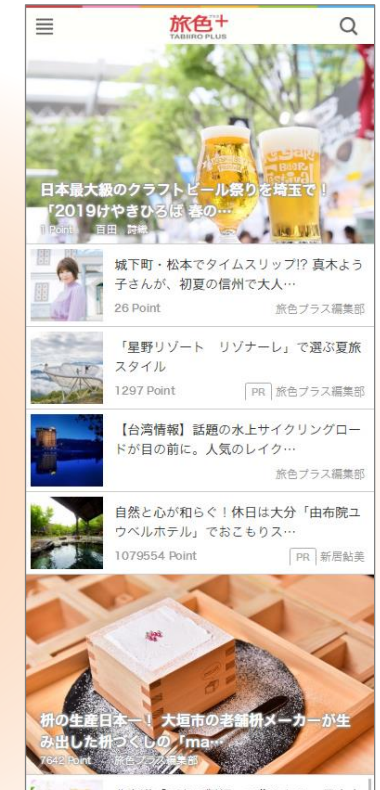 旅色+
TABIIRO PLUS
日本最大級のクラフトビール祭りを埼玉で!
「2019けやきひろば 春の…
1 Point 百田 詩織
城下町・松本でタイムスリップ!? 真木よう
子さんが、初夏の信州で大人…
26 Point 旅色プラス編集部
「星野リゾート リゾナーレ」で選ぶ夏旅
スタイル
1297 Point PR 旅色プラス編集部
【台湾情報】話題の水上サイクリングロー
ドが目の前に。人気のレイク…
旅色プラス編集部
自然と心が和らぐ!休日は大分「由布院ユ
ウベルホテル」でおこもりス…
1079554 Point PR 新居鮎美
枡の生産日本一! 大垣市の老舗枡メーカーが生
み出した枡づくしの「ma…
7642 Point 旅色プラス編集部